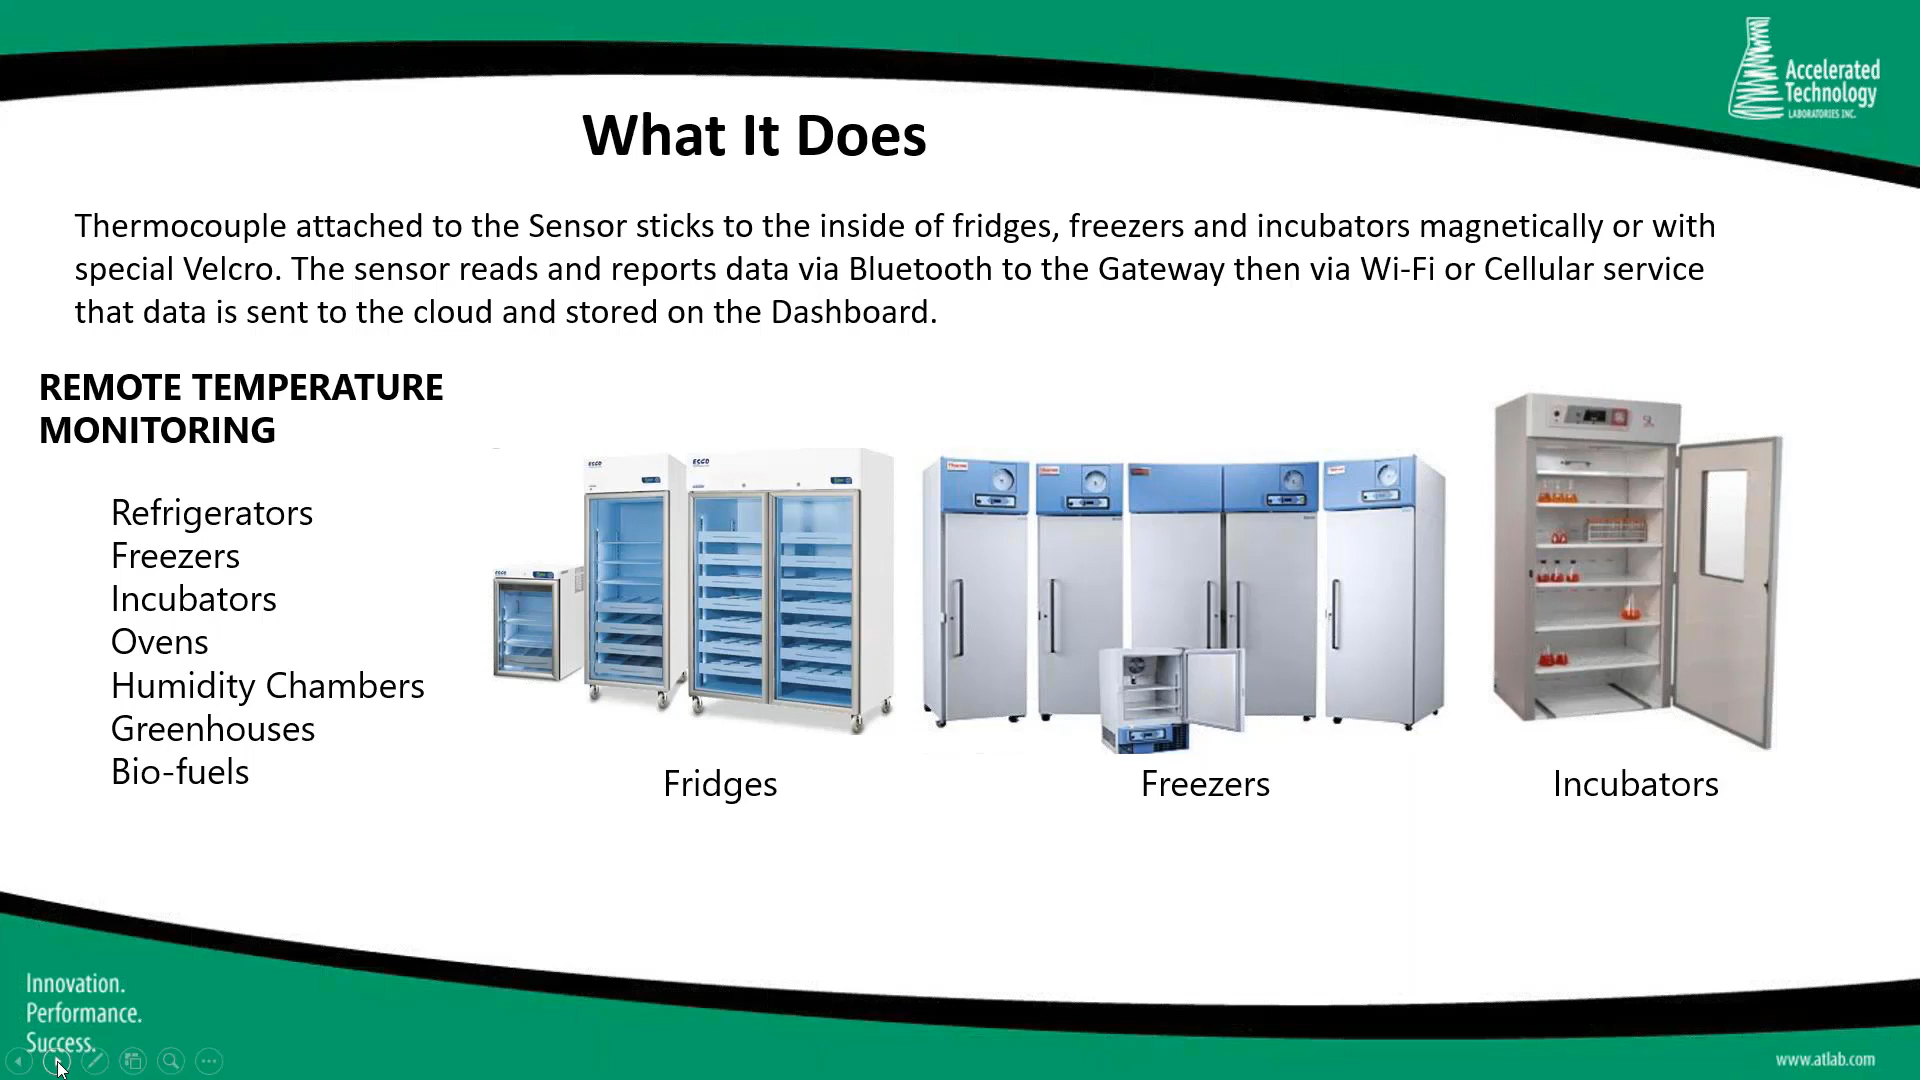 Accelerated
Technology
LABORATORIES INC.
What It Does
Thermocouple attached to the Sensor sticks to the inside of fridges, freezers and incubators magnetically or with
special Velcro. The sensor reads and reports data via Bluetooth to the Gateway then via Wi-Fi or Cellular service
that data is sent to the cloud and stored on the Dashboard.
REMOTE TEMPERATURE
MONITORING
Refrigerators
Freezers
Incubators
Ovens
Humidity Chambers
Greenhouses
Bio-fuels
ESCO
ESCO
ESCO
Fridges
Freezers
Incubators
Innovation.
Performance.
Success.
www.atlab.com